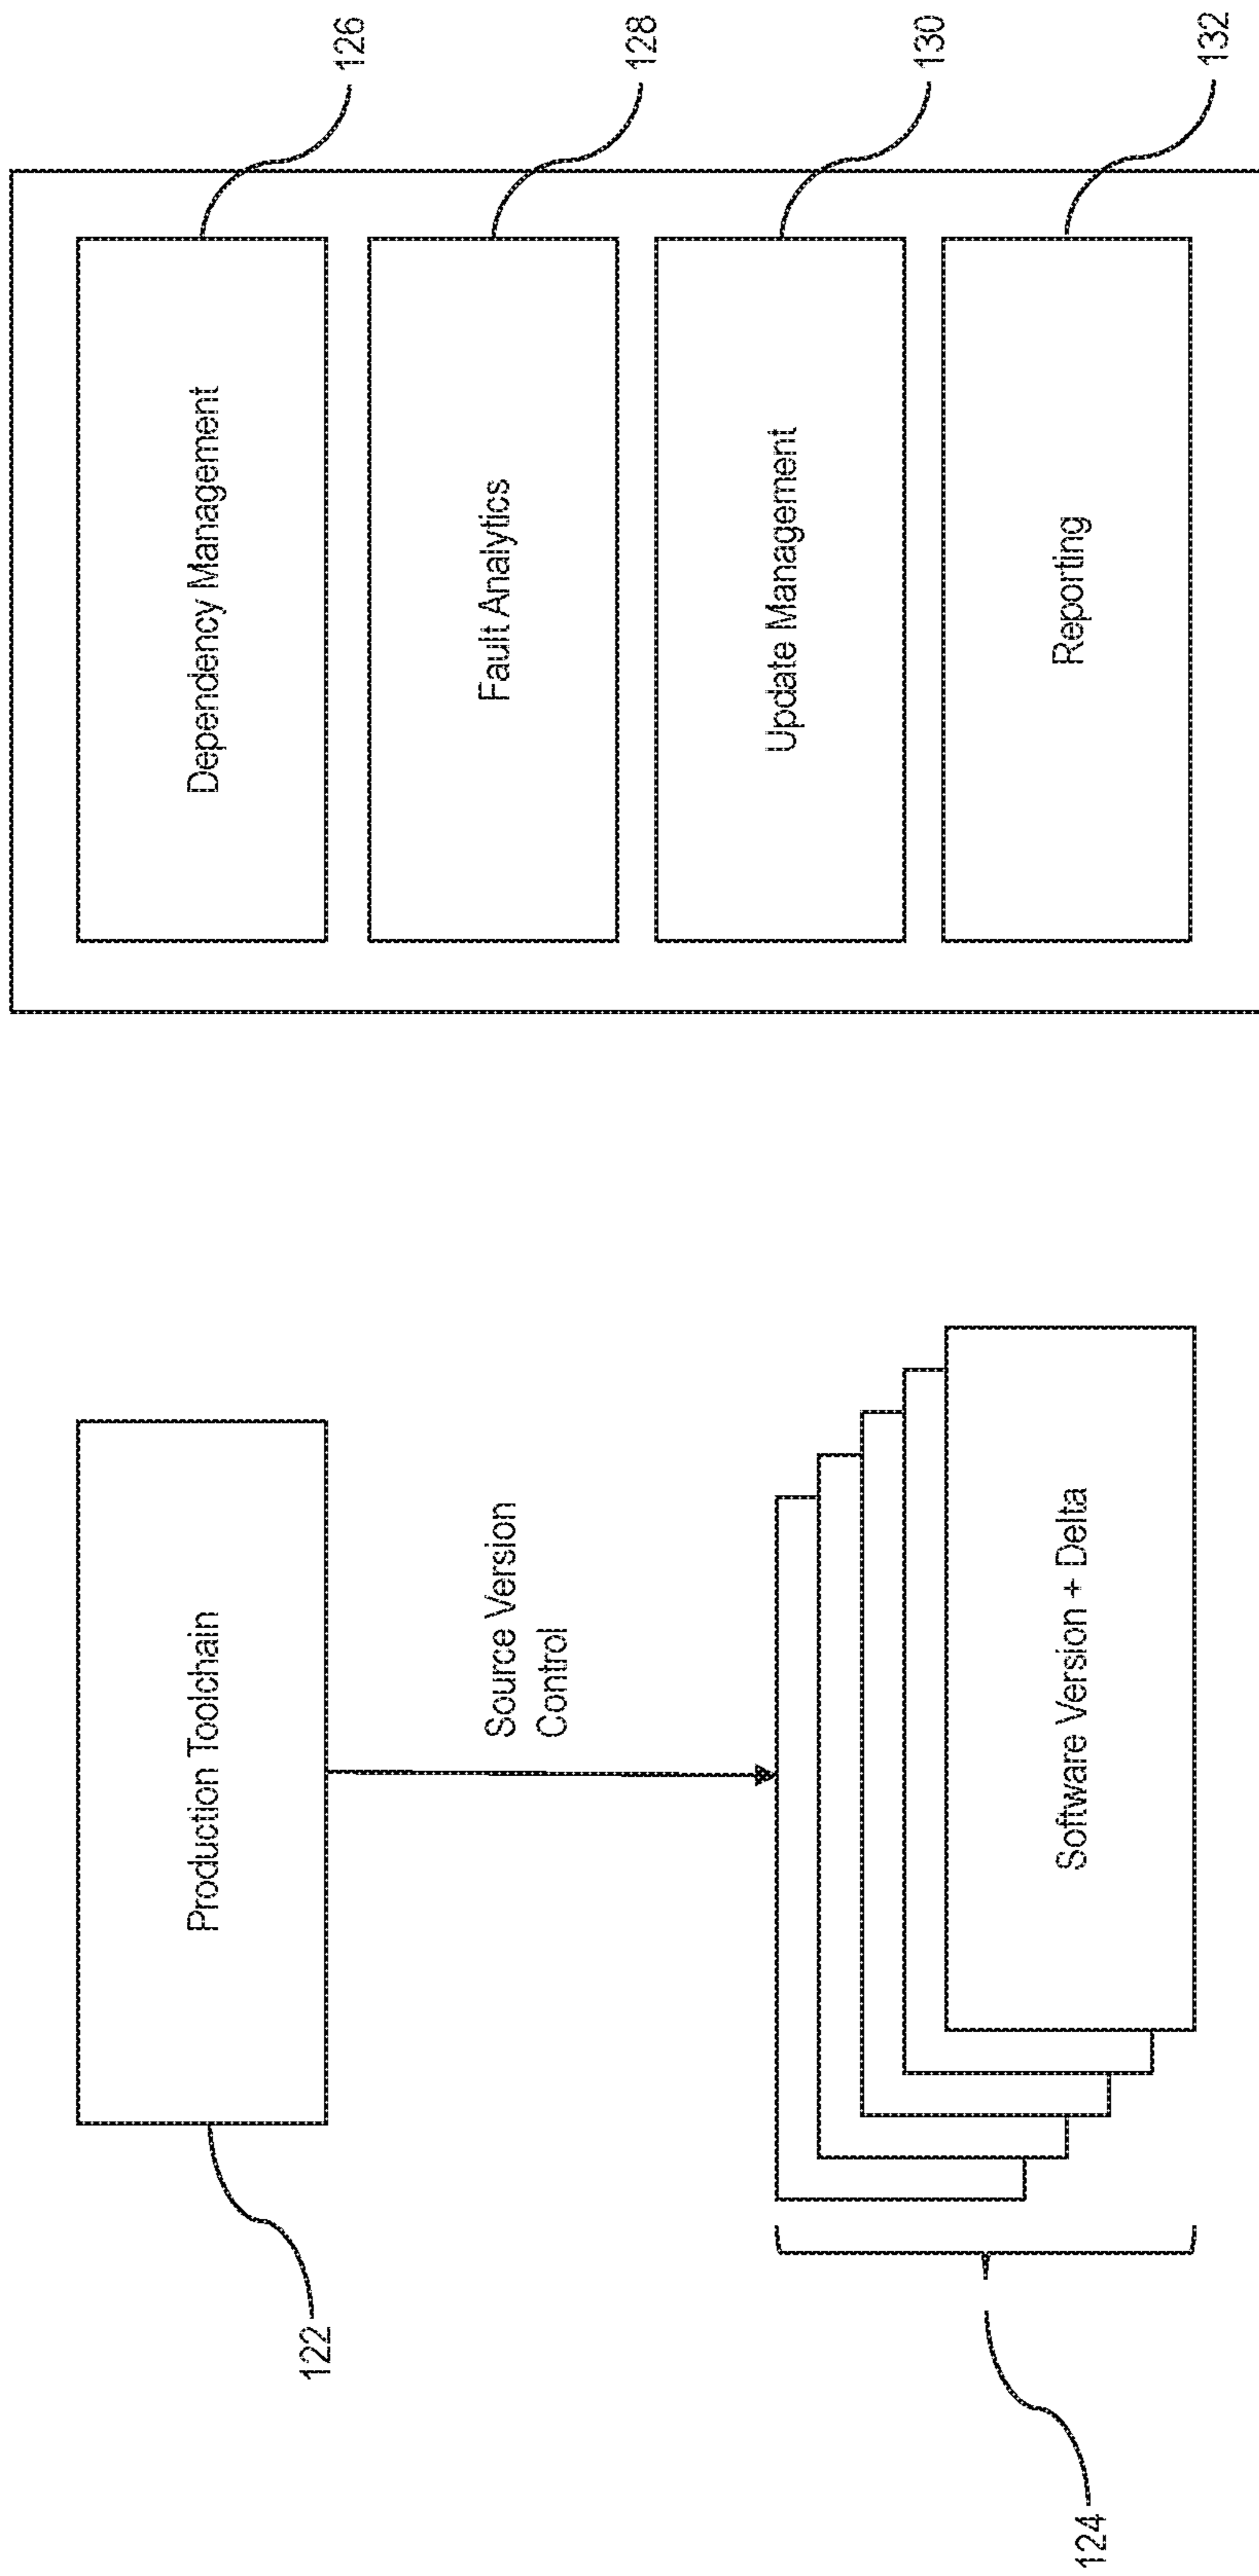 122
Production Toolchain
Source Version
Control
124
Software Version + Delta
Dependency Management
126
Fault Analytics
128
Update Management
130
Reporting
132